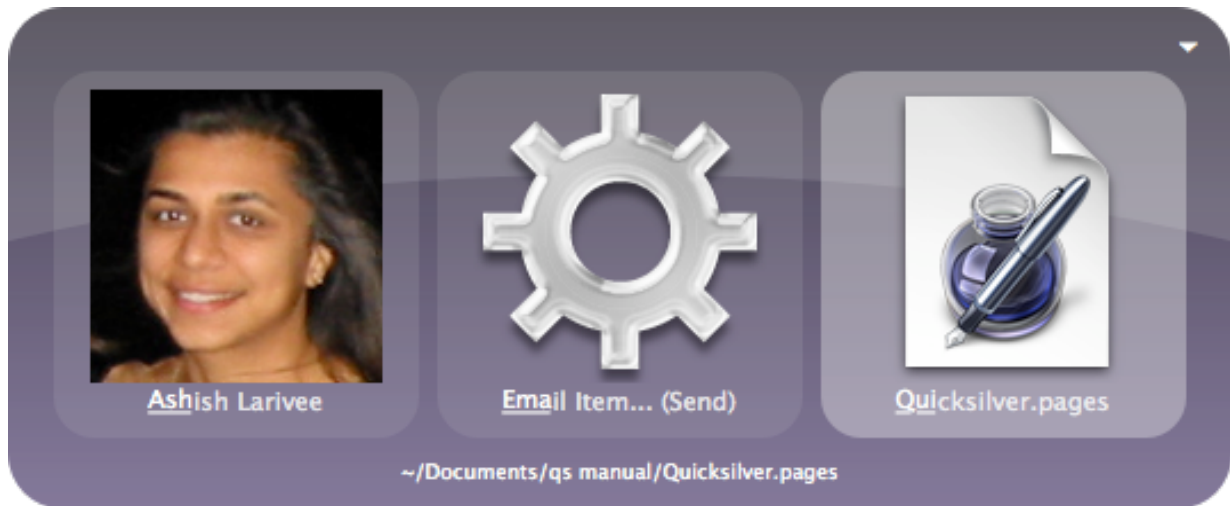 Ashish Larivee
Email Item... (Send)
Quicksilver.pages
~/Documents/qs manual/Quicksilver.pages